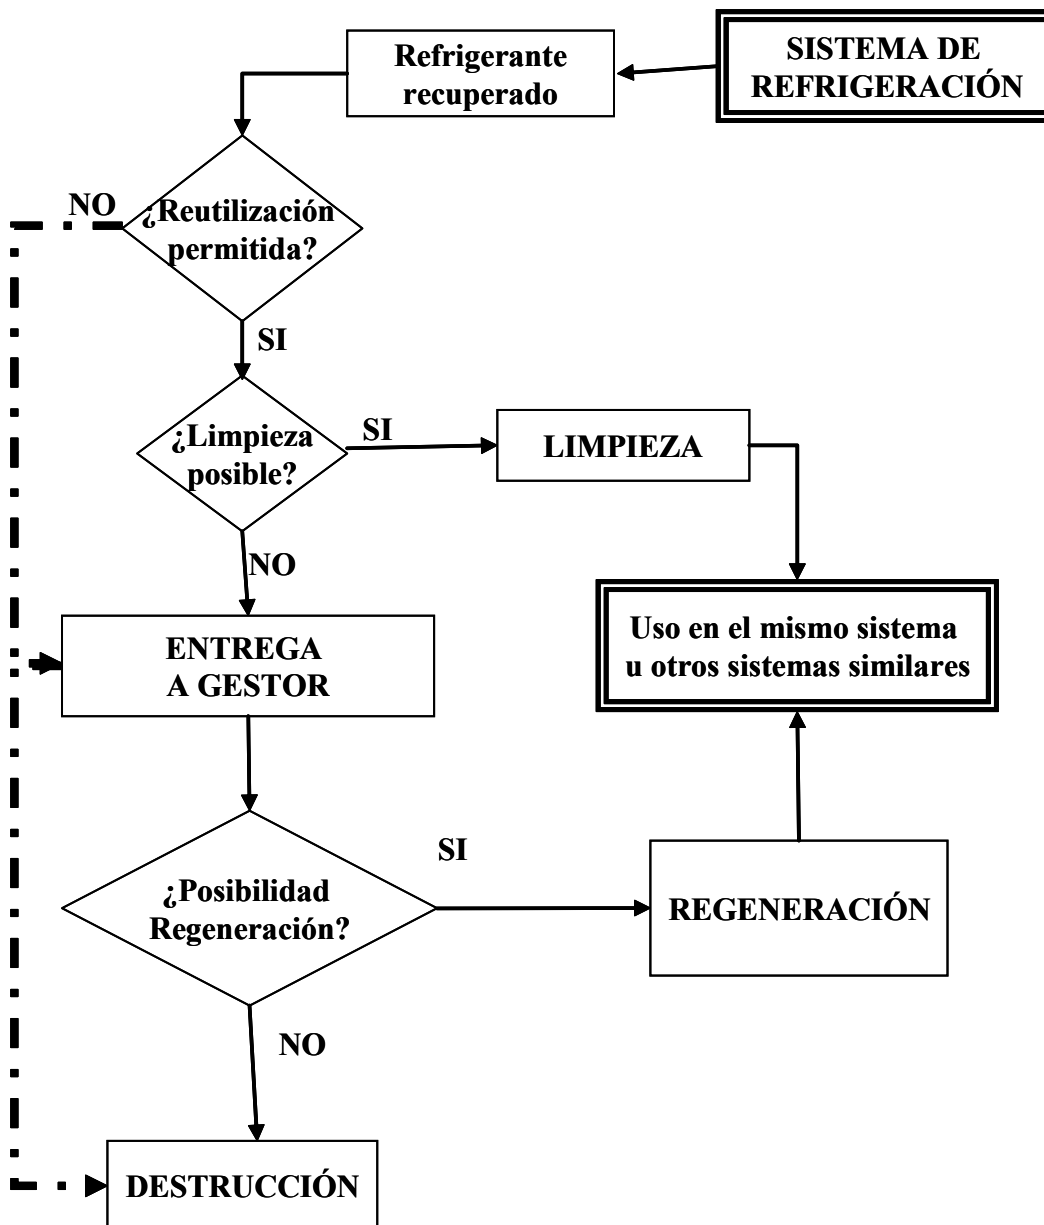 SISTEMA DE
REFRIGERACIÓN
Refrigerante
recuperado
NO
¿Reutilización
permitida?
SI
¿Limpieza
posible?
SI
LIMPIEZA
NO
Uso en el mismo sistema
u otros sistemas similares
ENTREGA
A GESTOR
¿Posibilidad
Regeneración?
SI
REGENERACIÓN
NO
DESTRUCCIÓN